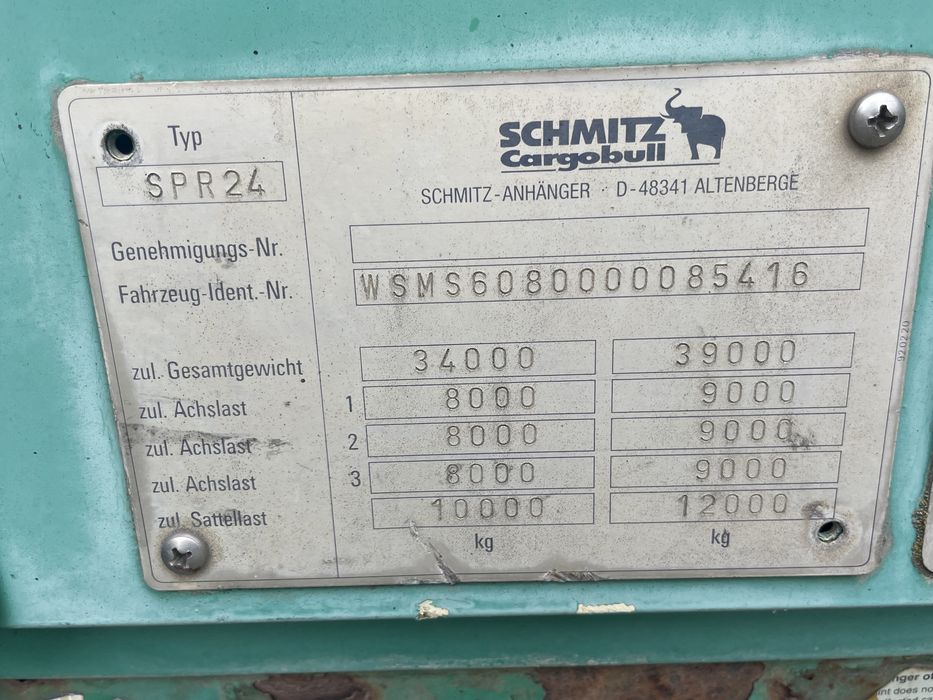 Typ
SPR24
SCHMITZ
Cargobull
SCHMITZ-ANHÄNGER · D-48341 ALTENBERGE
Genehmigungs-Nr.
Fahrzeug-Ident.-Nr. WSMS6080000085416
zul. Gesamtgewicht 34000 39000
zul. Achslast 1 8000 9000
zul. Achslast 2 8000 9000
zul. Achslast 3 8000 9000
zul. Sattellast 10000 12000
kg kg
920220